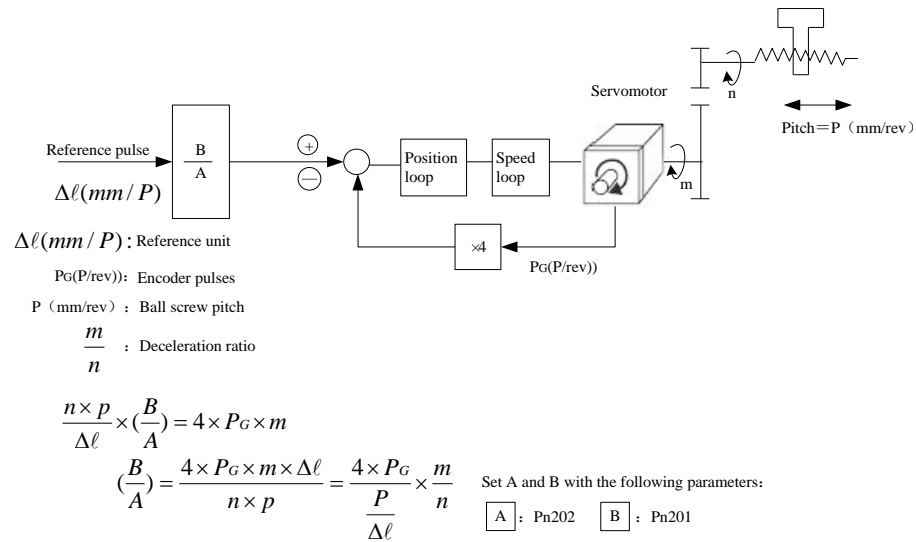 Servomotor
n
Pitch＝P（mm/rev）
Reference pulse
B
A
+
−
Position
loop
Speed
loop
m
Δℓ(mm / P)
×4
PG(P/rev))
Δℓ(mm / P) : Reference unit
PG(P/rev))： Encoder pulses
P（mm/rev）： Ball screw pitch
m/n ： Deceleration ratio
n × p / Δℓ × (B/A) = 4 × PG × m
(B/A) = 4 × PG × m × Δℓ / n × p = 4 × PG / P/Δℓ × m/n
Set A and B with the following parameters:
A ： Pn202 B ： Pn201